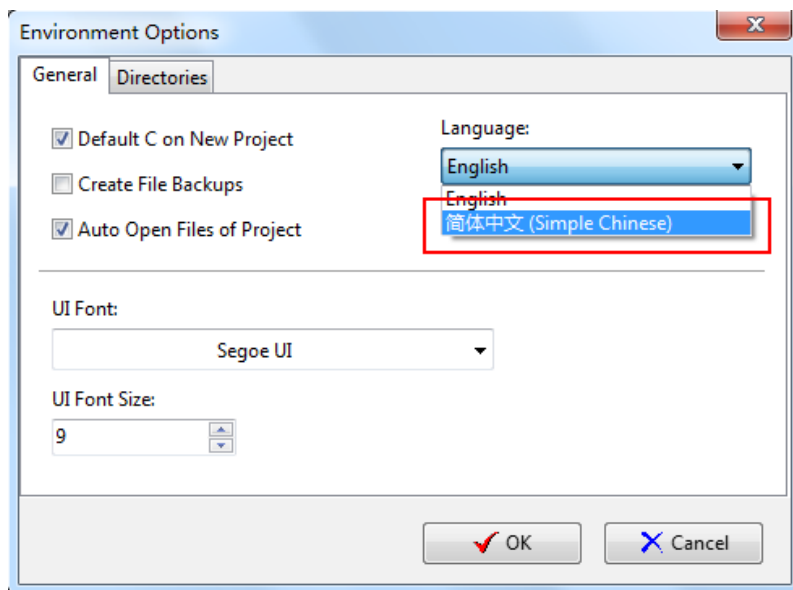 Environment Options
General
Directories
Default C on New Project
Create File Backups
Auto Open Files of Project
Language:
English
English
简体中文 (Simple Chinese)
UI Font:
Segoe UI
UI Font Size:
9
OK
Cancel